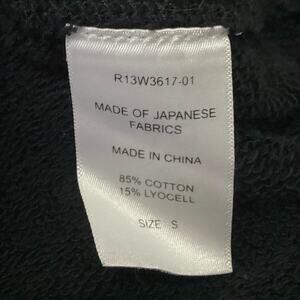 R13W3617-01
MADE OF JAPANESE
FABRICS
MADE IN CHINA
85% COTTON
15% LYOCELL
SIZE S